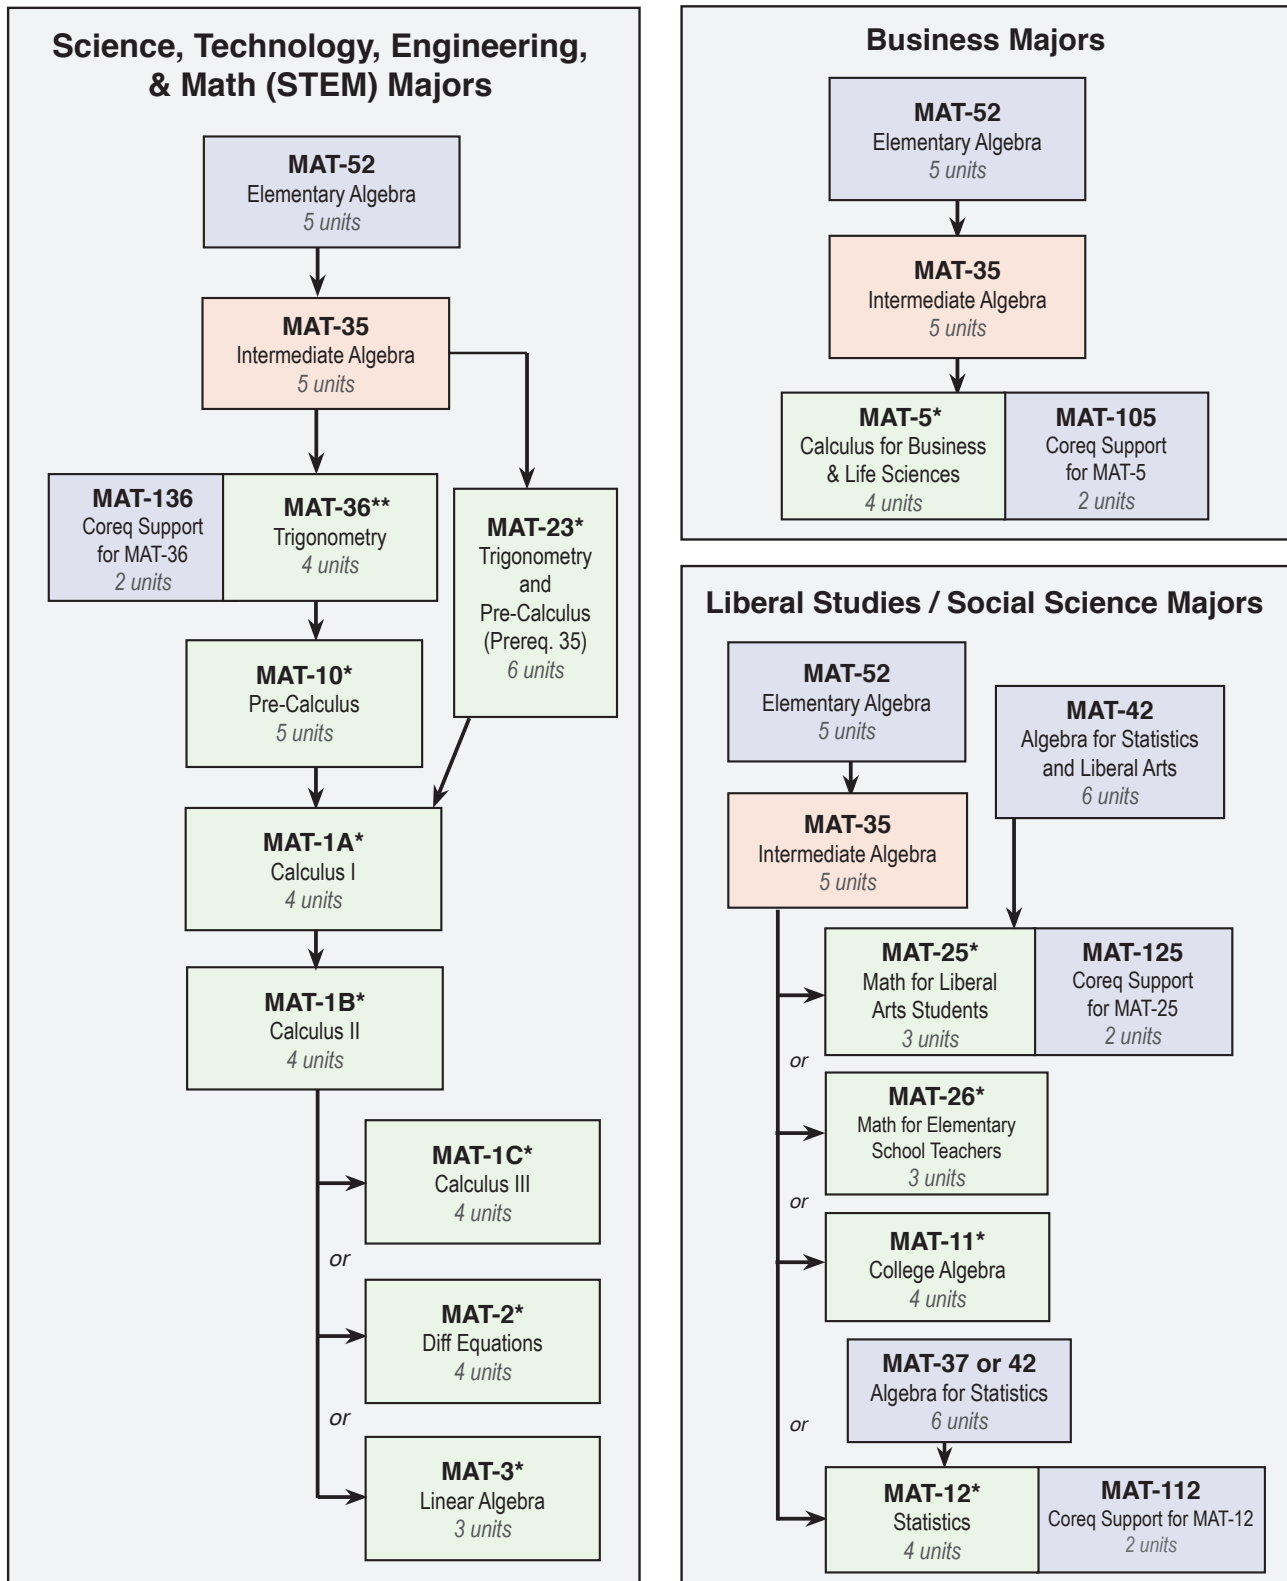 Science, Technology, Engineering,
& Math (STEM) Majors
MAT-52
Elementary Algebra
5 units
MAT-35
Intermediate Algebra
5 units
MAT-136
Coreq Support
for MAT-36
2 units
MAT-36**
Trigonometry
4 units
MAT-23*
Trigonometry
and
Pre-Calculus
(Prereq. 35)
6 units
MAT-10*
Pre-Calculus
5 units
MAT-1A*
Calculus I
4 units
MAT-1B*
Calculus II
4 units
MAT-1C*
Calculus III
4 units
or
MAT-2*
Diff Equations
4 units
or
MAT-3*
Linear Algebra
3 units
Business Majors
MAT-52
Elementary Algebra
5 units
MAT-35
Intermediate Algebra
5 units
MAT-5*
Calculus for Business
& Life Sciences
4 units
MAT-105
Coreq Support
for MAT-5
2 units
Liberal Studies / Social Science Majors
MAT-52
Elementary Algebra
5 units
MAT-42
Algebra for Statistics
and Liberal Arts
6 units
MAT-35
Intermediate Algebra
5 units
MAT-25*
Math for Liberal
Arts Students
3 units
MAT-125
Coreq Support
for MAT-25
2 units
or
MAT-26*
Math for Elementary
School Teachers
3 units
or
MAT-11*
College Algebra
4 units
MAT-37 or 42
Algebra for Statistics
6 units
or
MAT-12*
Statistics
4 units
MAT-112
Coreq Support for MAT-12
2 units